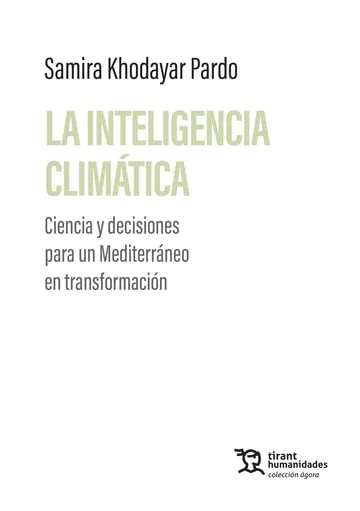 Samira Khodayar Pardo
LA INTELIGENCIA
CLIMÁTICA
Ciencia y decisiones
para un Mediterráneo
en transformación
tirant
humanidades
colección ágora